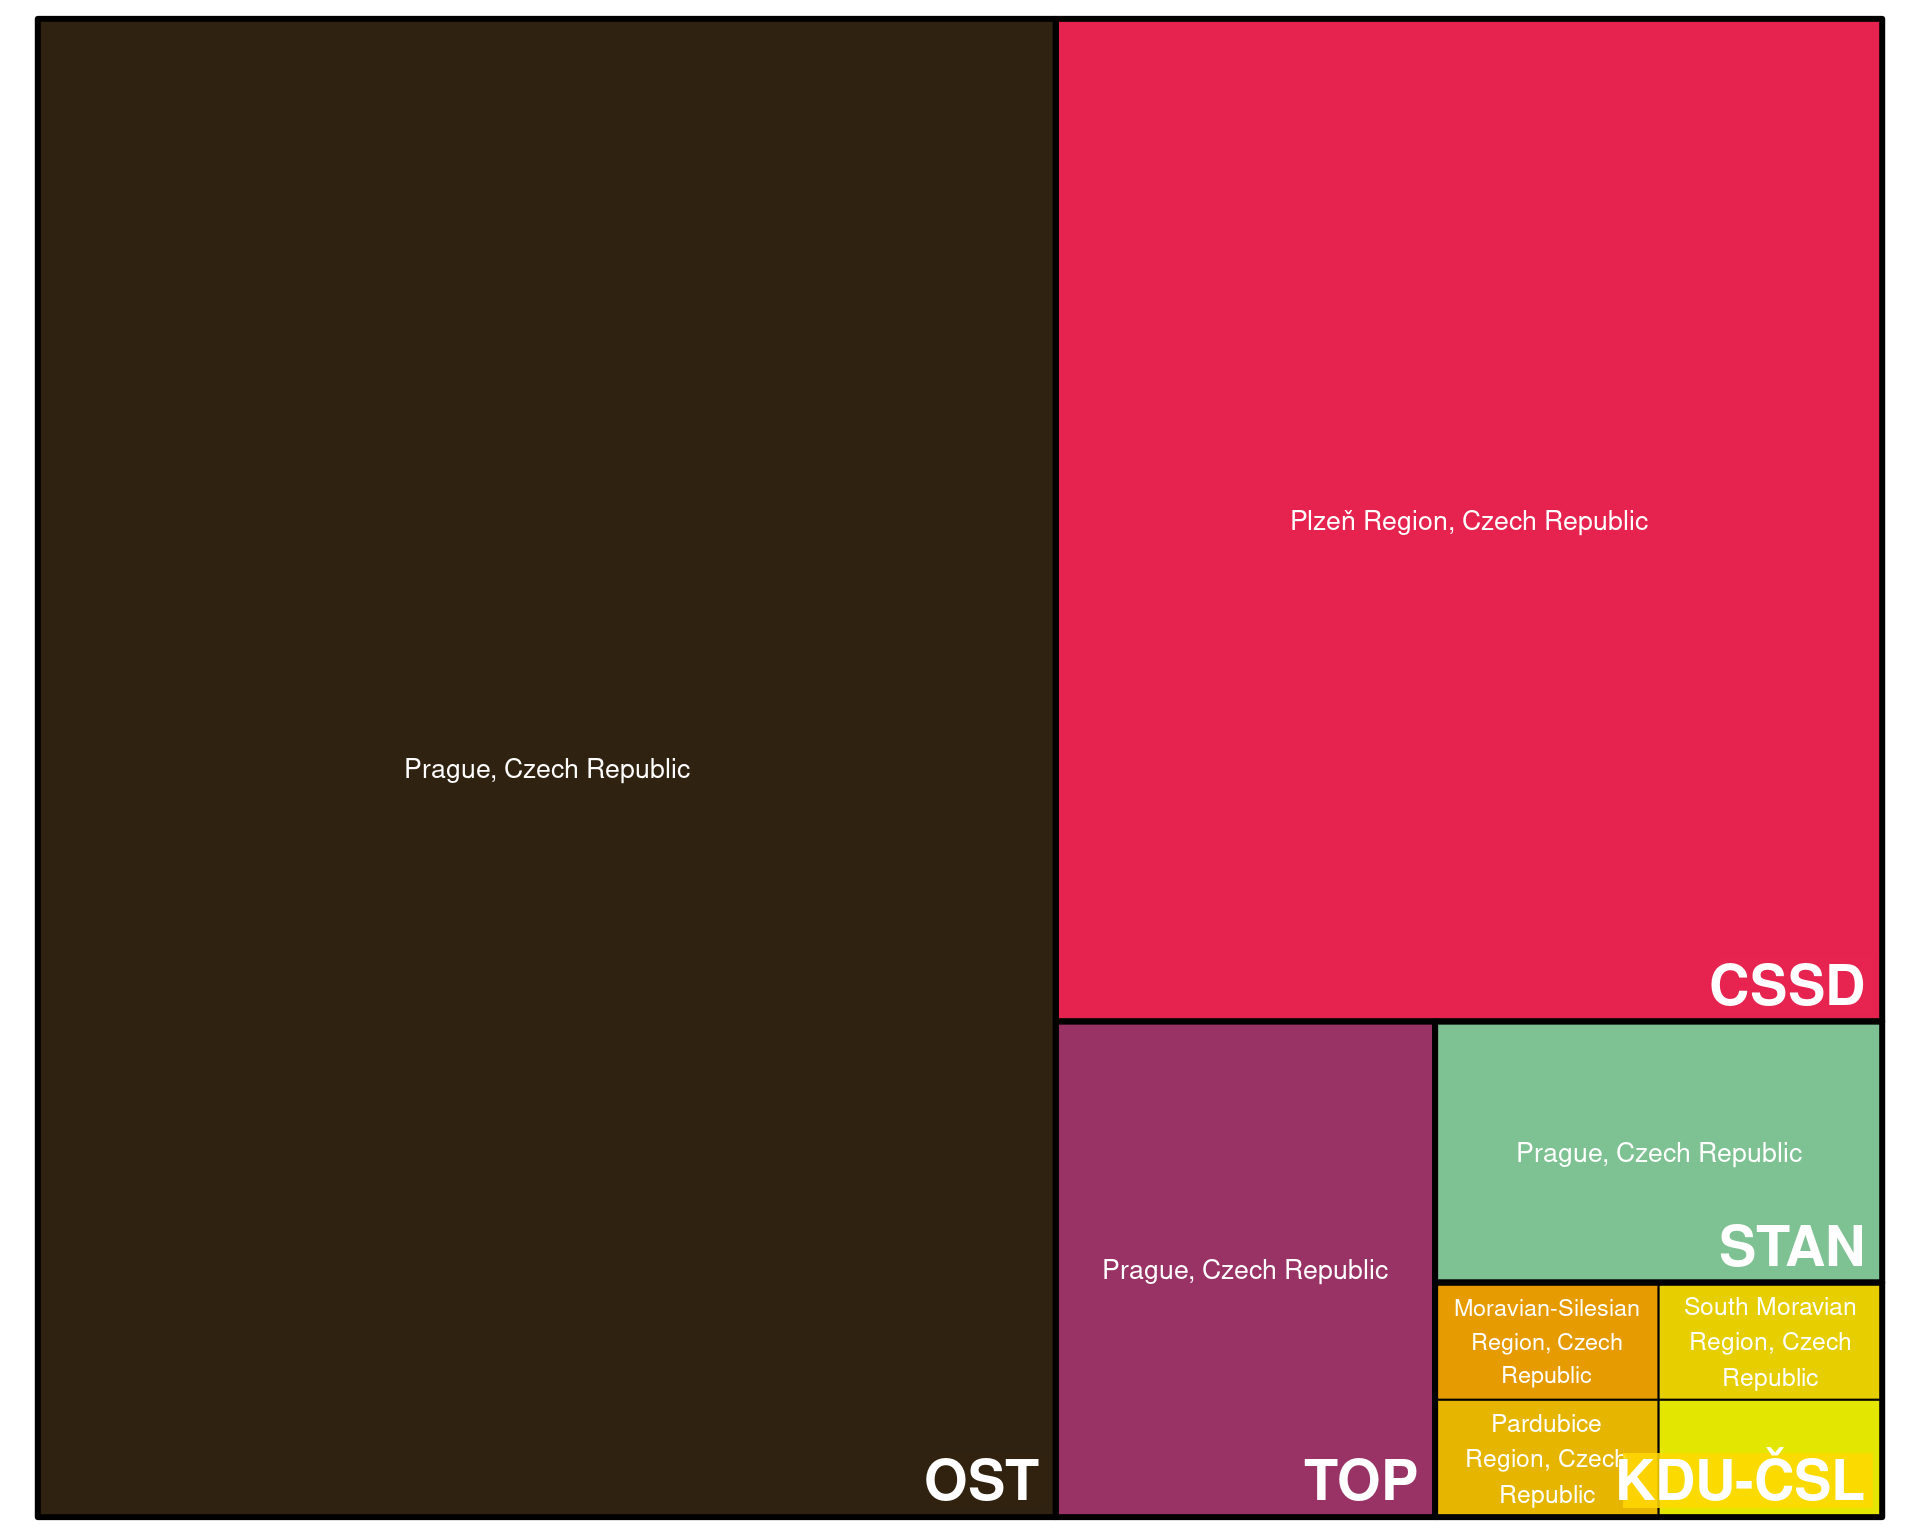 Prague, Czech Republic
OST
Plzeň Region, Czech Republic
CSSD
Prague, Czech Republic
TOP
Prague, Czech Republic
STAN
Moravian-Silesian
Region, Czech
Republic
South Moravian
Region, Czech
Republic
Pardubice
Region, Czech
Republic
KDU-ČSL